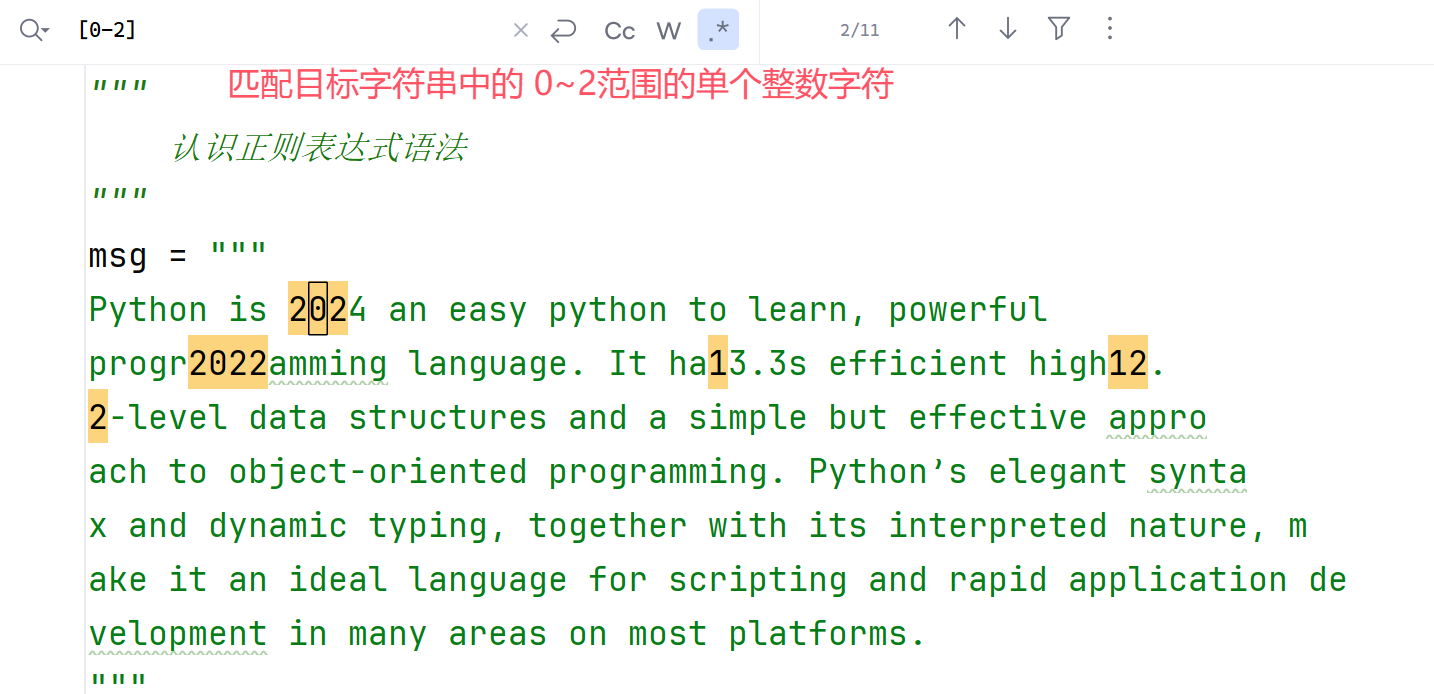 [0-2] Cc W .* 2/11
""" 匹配目标字符串中的 0~2范围的单个整数字符
认识正则表达式语法
"""
msg = """
Python is 2024 an easy python to learn, powerful
progr2022amming language. It ha13.3s efficient high12.
2-level data structures and a simple but effective appro
ach to object-oriented programming. Python’s elegant synta
x and dynamic typing, together with its interpreted nature, m
ake it an ideal language for scripting and rapid application de
velopment in many areas on most platforms.
"""